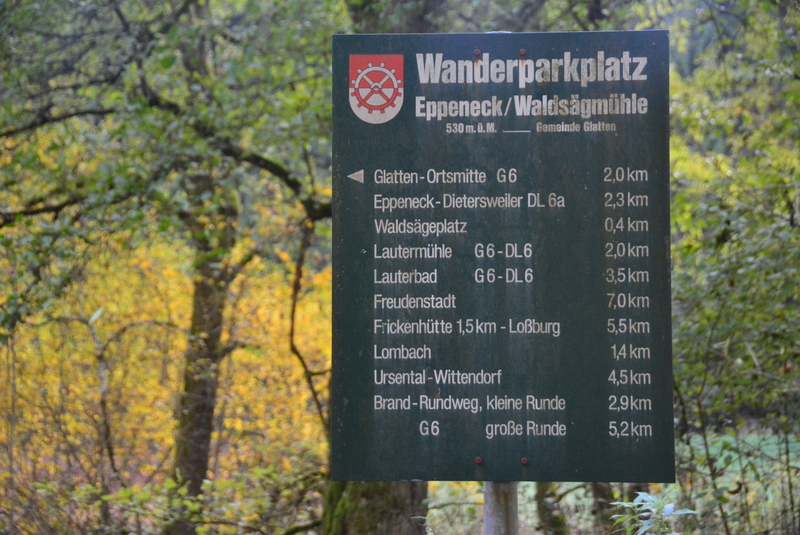 Wanderparkplatz
Eppeneck/Waldsägmühle
530 m. ü. M. ___ Gemeinde Glatten
Glatten-Ortsmitte G6 2,0 km
Eppeneck-Dietersweiler DL 6a 2,3 km
Waldsägeplatz 0,4 km
Lautermühle G6-DL6 2,0 km
Lauterbad G6-DL6 3,5 km
Freudenstadt 7,0 km
Frickenhütte 1,5 km - Loßburg 5,5 km
Lombach 1,4 km
Ursental-Wittendorf 4,5 km
Brand-Rundweg, kleine Runde 2,9 km
G6 große Runde 5,2 km